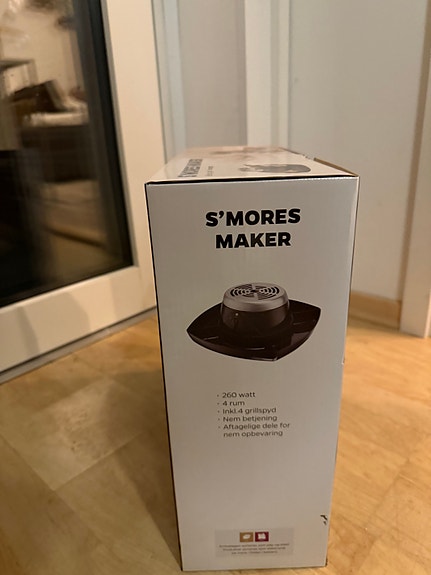 S'MORES
MAKER
· 260 watt
· 4 rum
· Inkl.4 grillspyd
· Nem betjening
· Aftagelige dele for
nem opbevaring